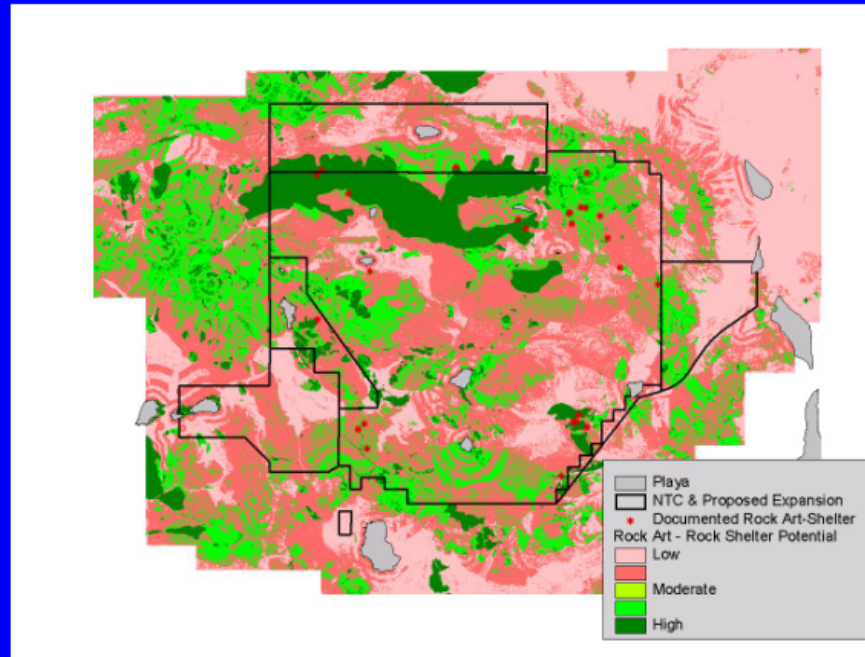 Playa
NTC & Proposed Expansion
Documented Rock Art-Shelter
Rock Art - Rock Shelter Potential
Low
Moderate
High